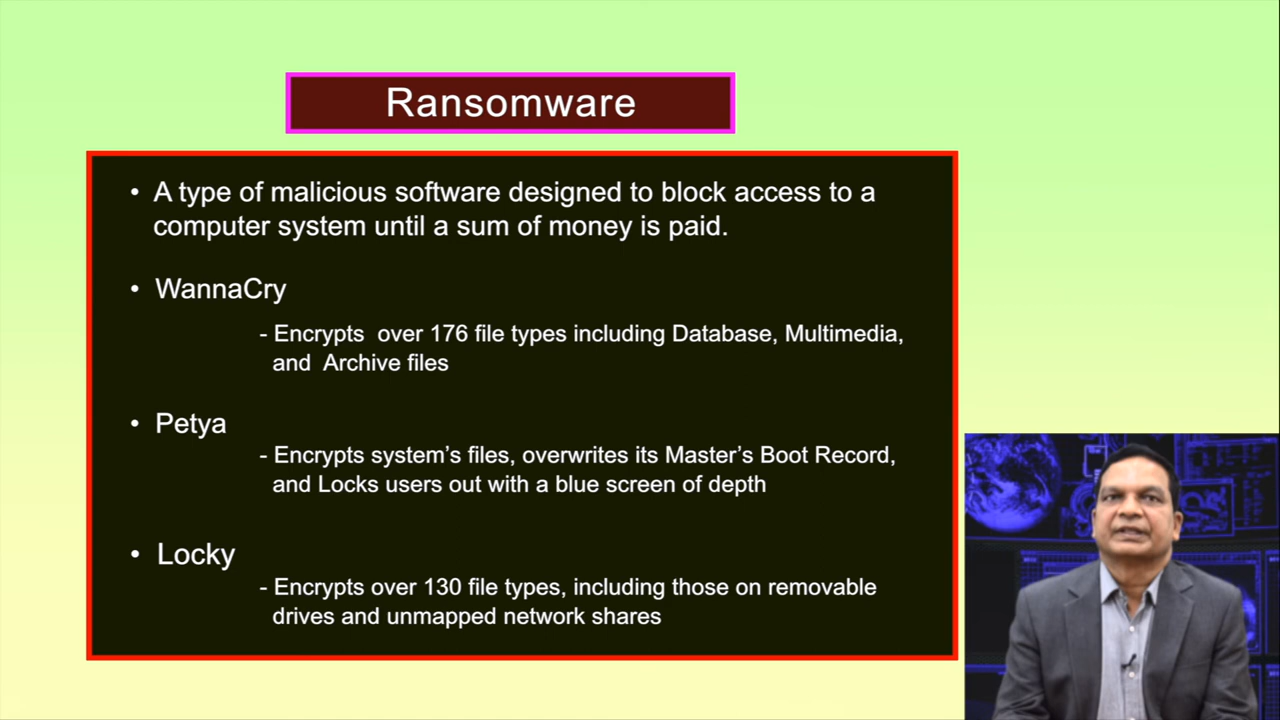 Ransomware
• A type of malicious software designed to block access to a
computer system until a sum of money is paid.
• WannaCry
- Encrypts over 176 file types including Database, Multimedia,
and Archive files
• Petya
- Encrypts system's files, overwrites its Master's Boot Record,
and Locks users out with a blue screen of depth
• Locky
- Encrypts over 130 file types, including those on removable
drives and unmapped network shares